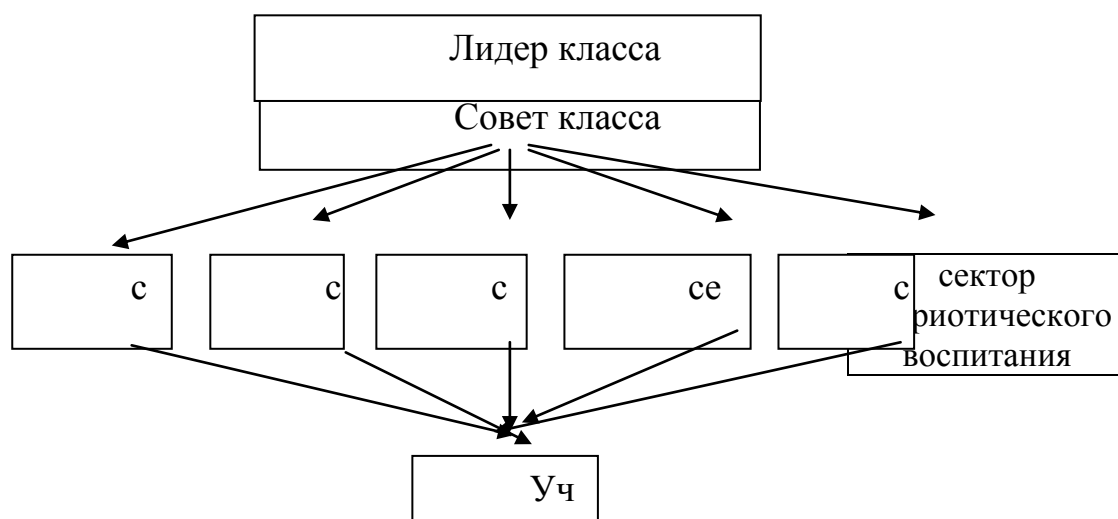 Лидер класса
Совет класса
с
с
с
се
с
сектор
риотического
воспитания
Уч